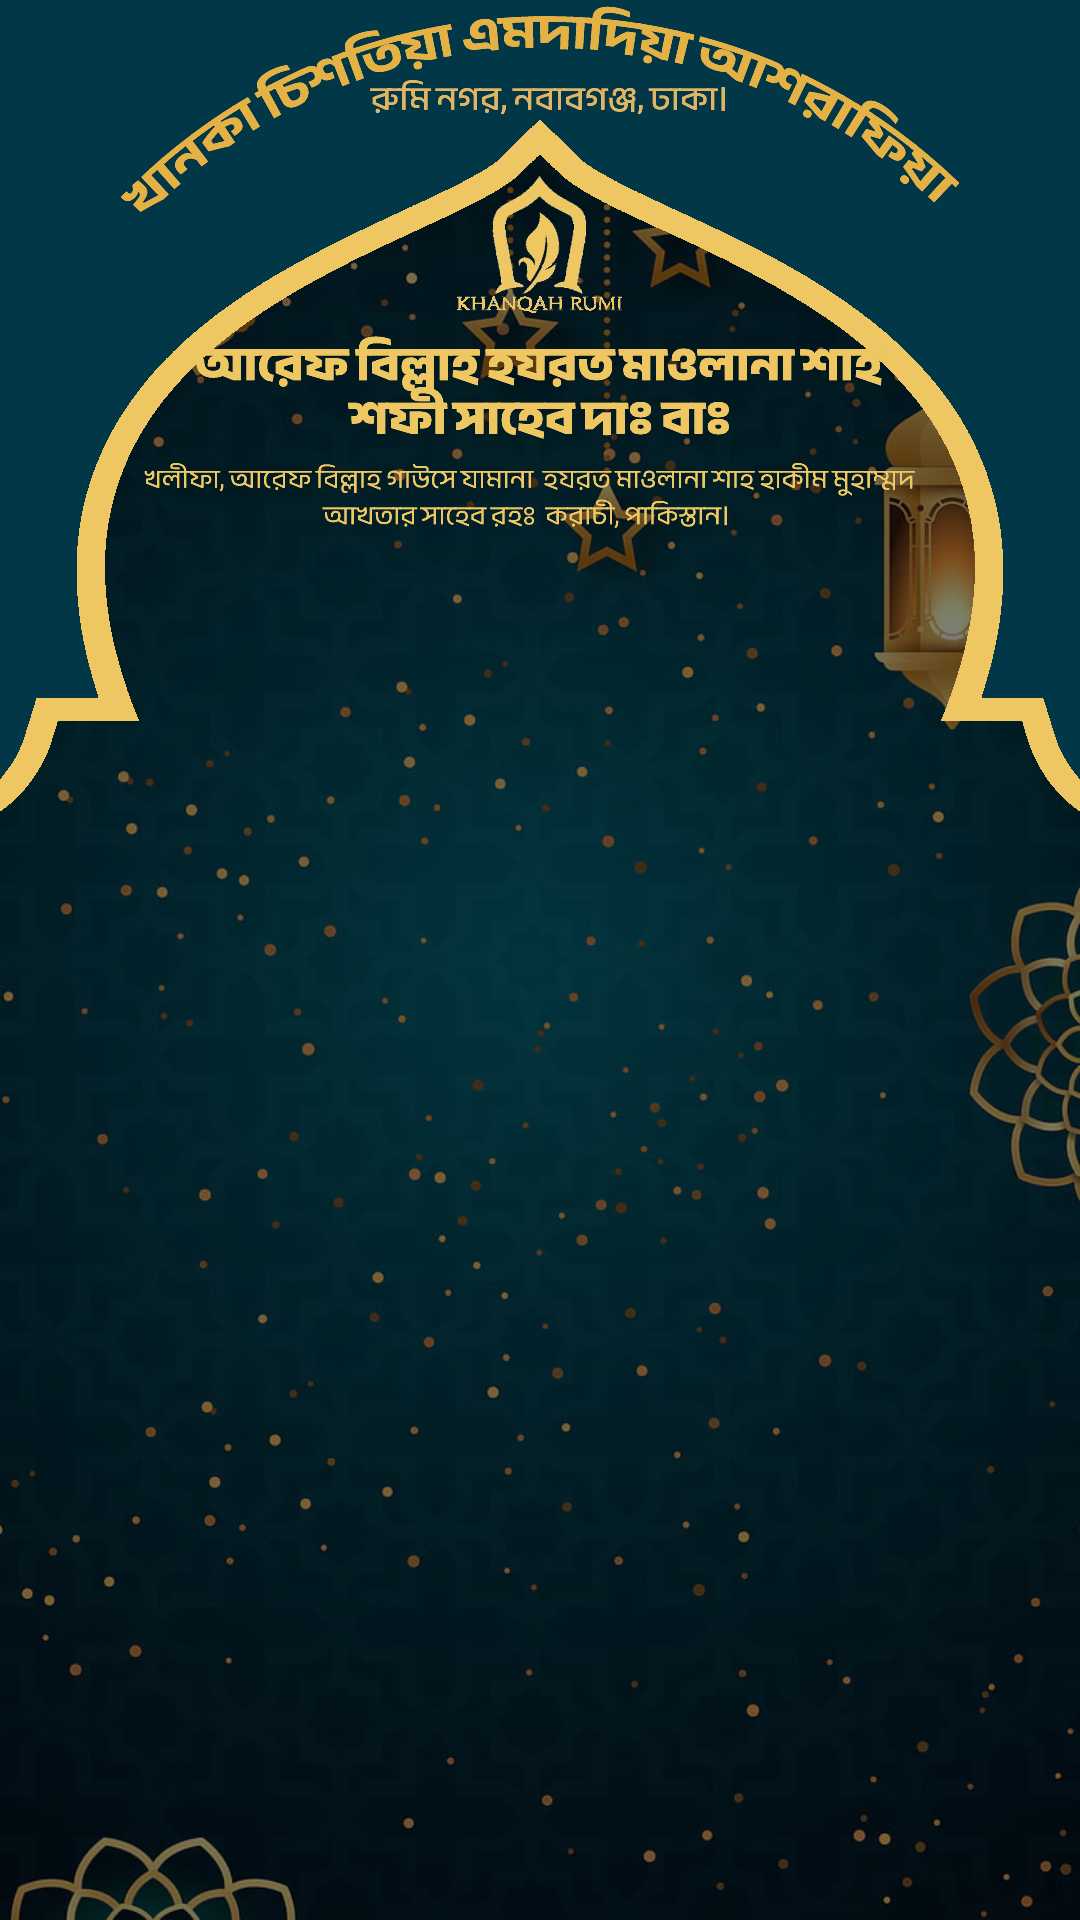 খানকা চিশতিয়া এমদাদিয়া আশরাফিয়া
রুমি নগর, নবাবগঞ্জ, ঢাকা।
KHANQAH RUMI
আরেফ বিল্লাহ হযরত মাওলানা শাহ
শফী সাহেব দাঃ বাঃ
খলীফা, আরেফ বিল্লাহ গাউসে যামানা হযরত মাওলানা শাহ হাকীম মুহাম্মদ
আখতার সাহেব রহঃ করাচী, পাকিস্তান।